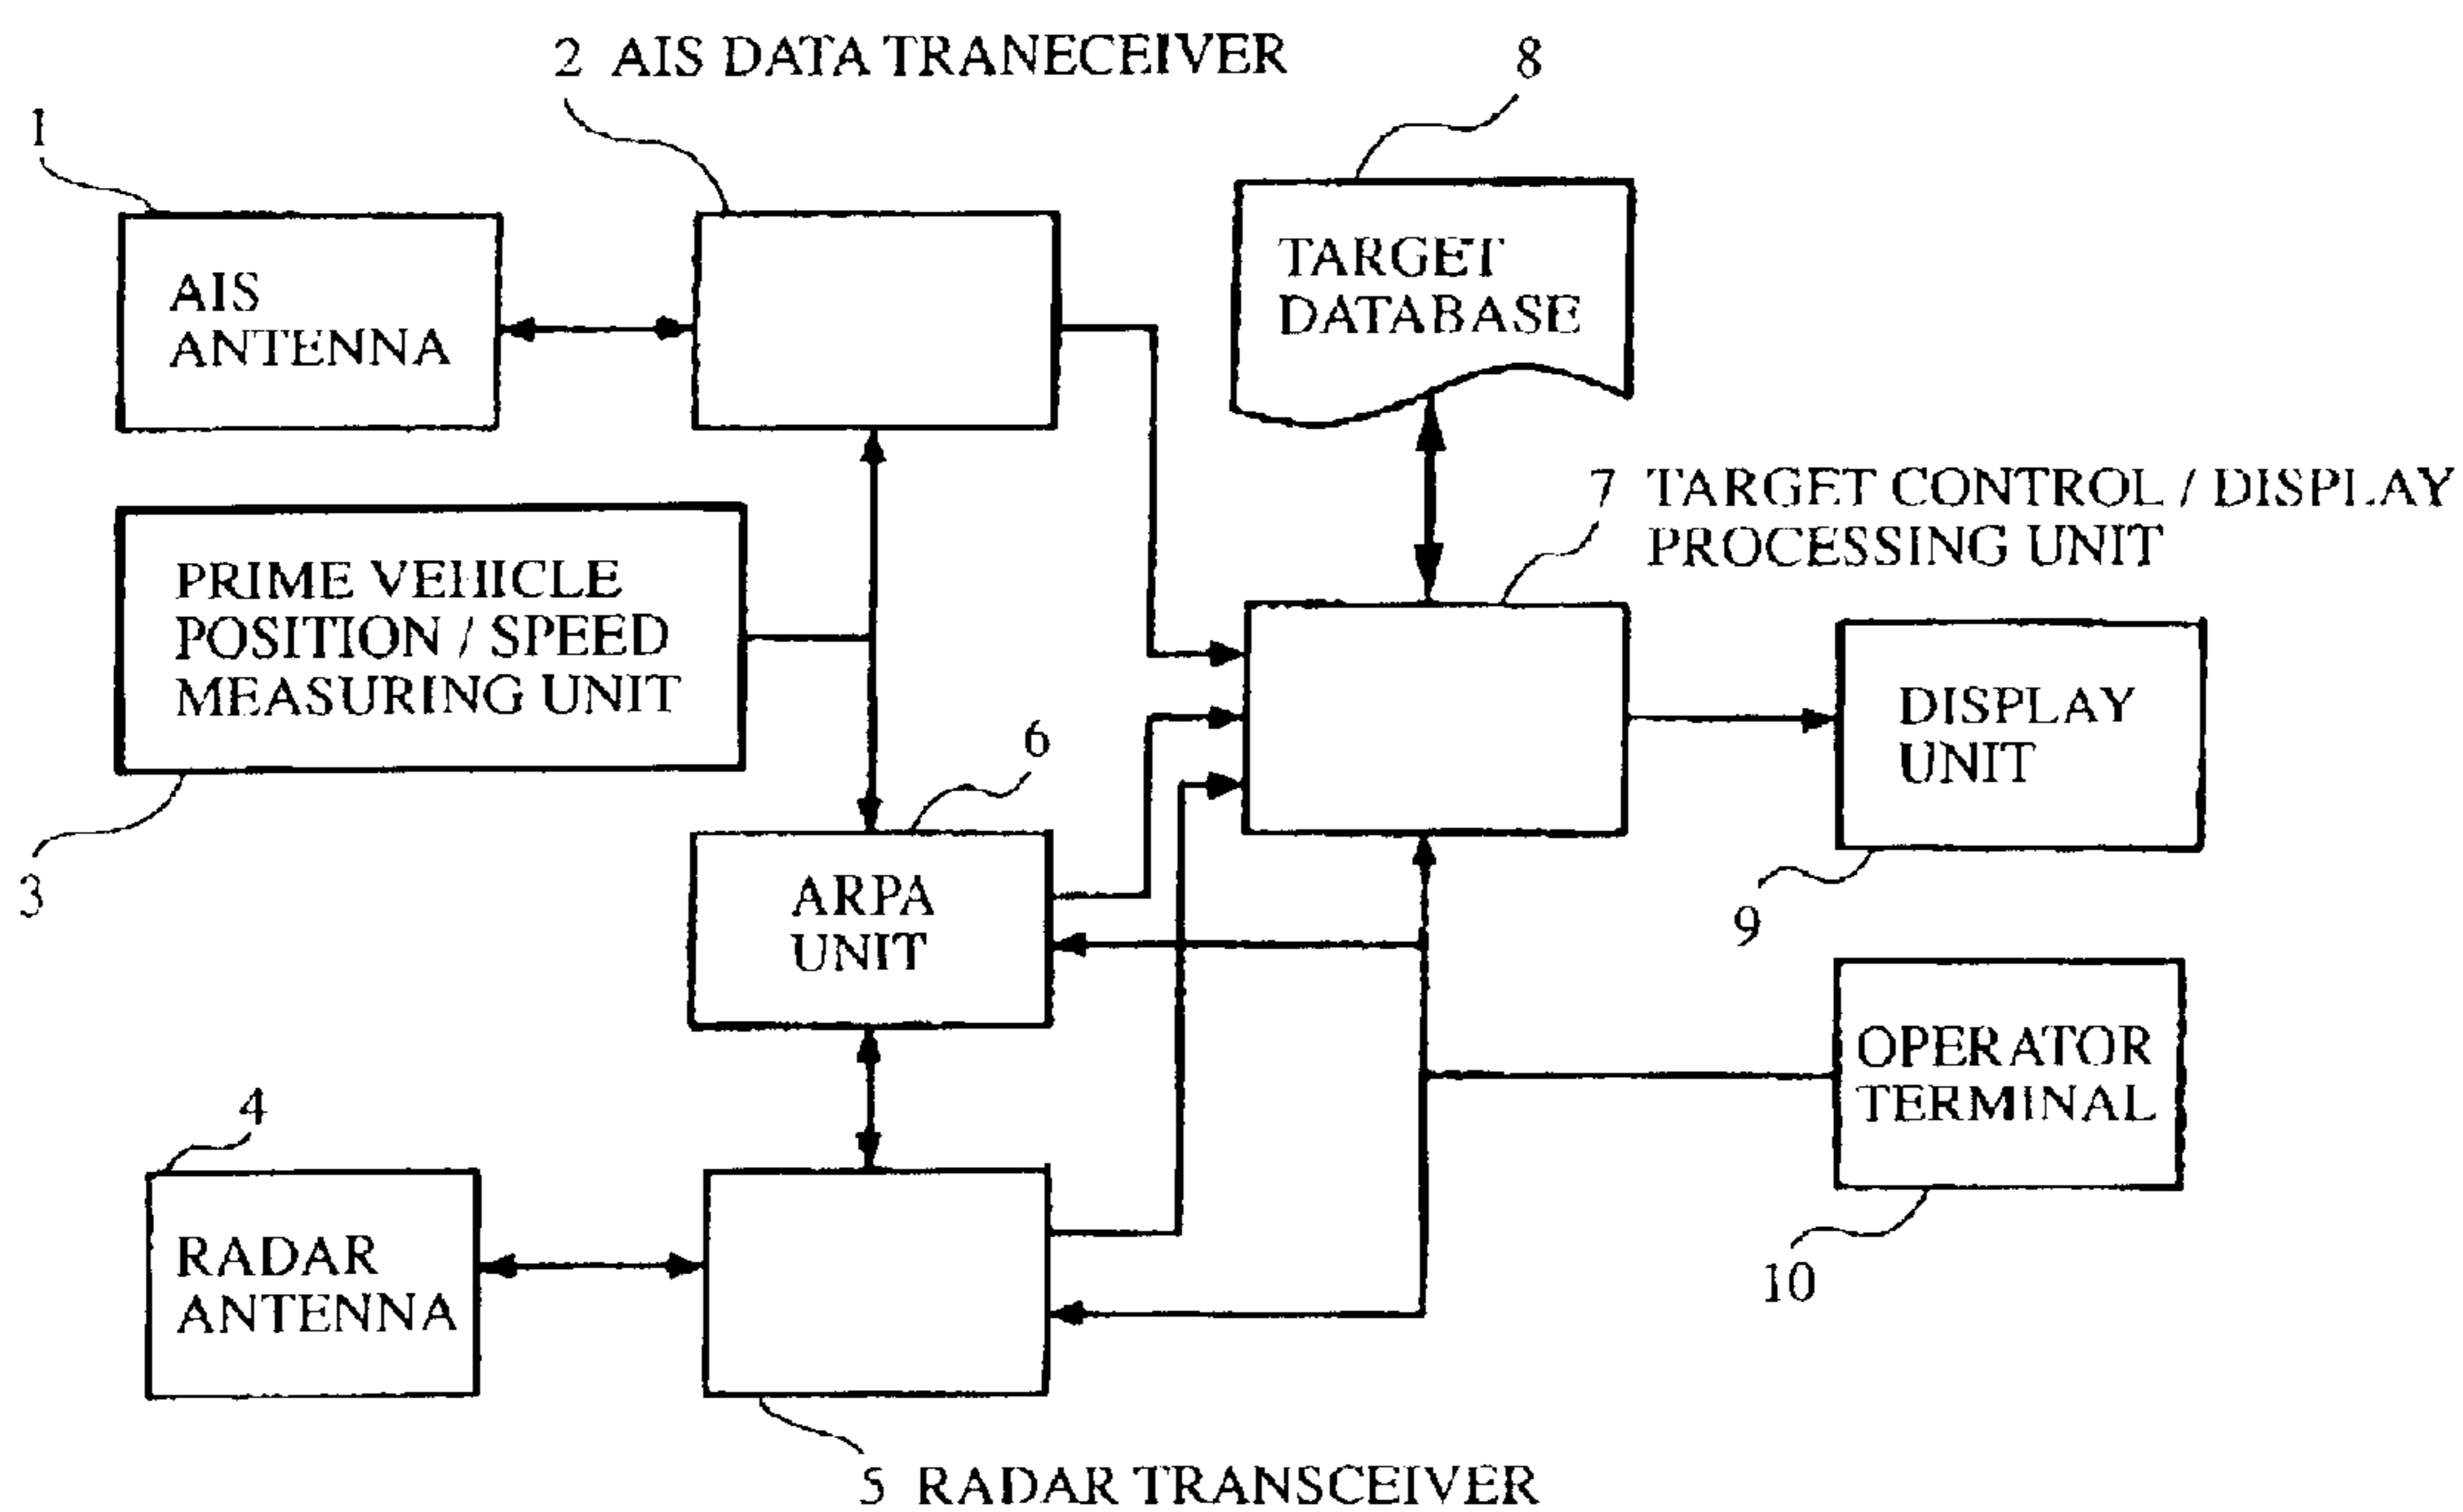 2 AIS DATA TRANECEIVER
8
1
AIS
ANTENNA
TARGET
DATABASE
7 TARGET CONTROL / DISPLAY
PROCESSING UNIT
PRIME VEHICLE
POSITION / SPEED
MEASURING UNIT
3
6
DISPLAY
UNIT
9
ARPA
UNIT
OPERATOR
TERMINAL
10
4
RADAR
ANTENNA
5 RADAR TRANSCEIVER